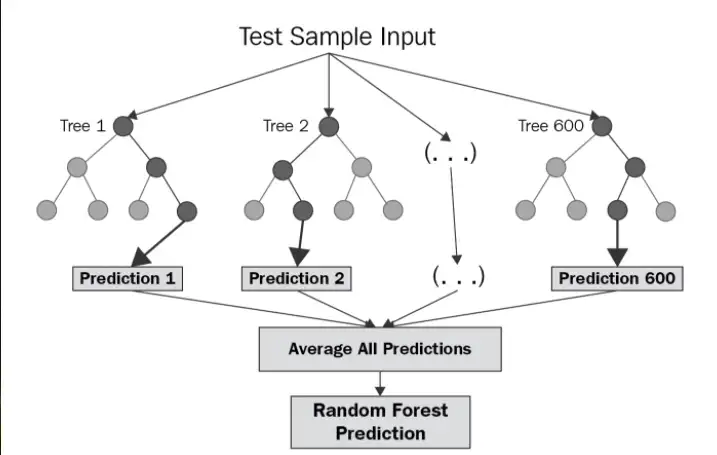 Test Sample Input
Tree 1
Tree 2
(. . .)
Tree 600
Prediction 1
Prediction 2
(. . .)
Prediction 600
Average All Predictions
Random Forest
Prediction